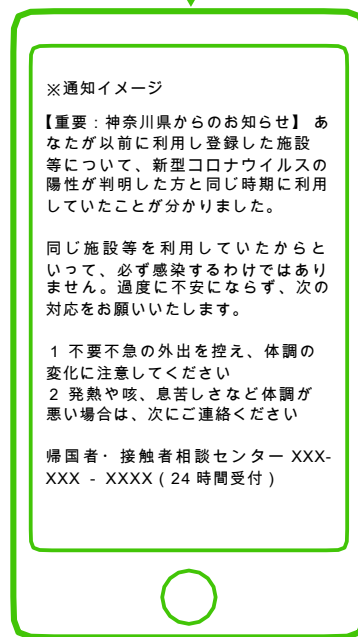 ※通知イメージ
【重要：神奈川県からのお知らせ】 あ
なたが以前に利用し登録した施設
等について、新型コロナウイルスの
陽性が判明した方と同じ時期に利用
していたことが分かりました。
同じ施設等を利用していたからと
いって、必ず感染するわけではあり
ません。過度に不安にならず、次の
対応をお願いいたします。
1 不要不急の外出を控え、体調の
変化に注意してください
2 発熱や咳、息苦しさなど体調が
悪い場合は、次にご連絡ください
帰国者・接触者相談センター XXX-
XXX - XXXX（24 時間受付）